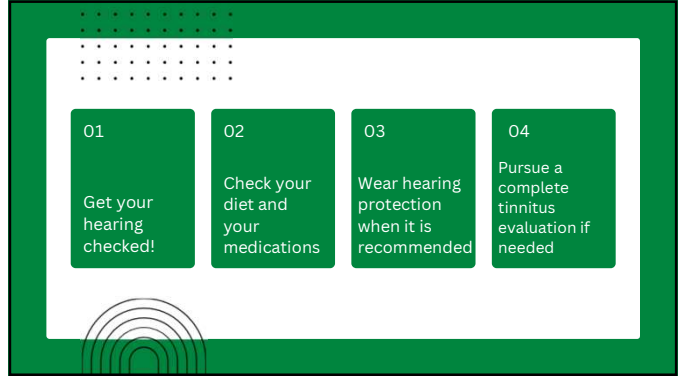 01
Get your
hearing
checked!
02
Check your
diet and
your
medications
03
Wear hearing
protection
when it is
recommended
04
Pursue a
complete
tinnitus
evaluation if
needed